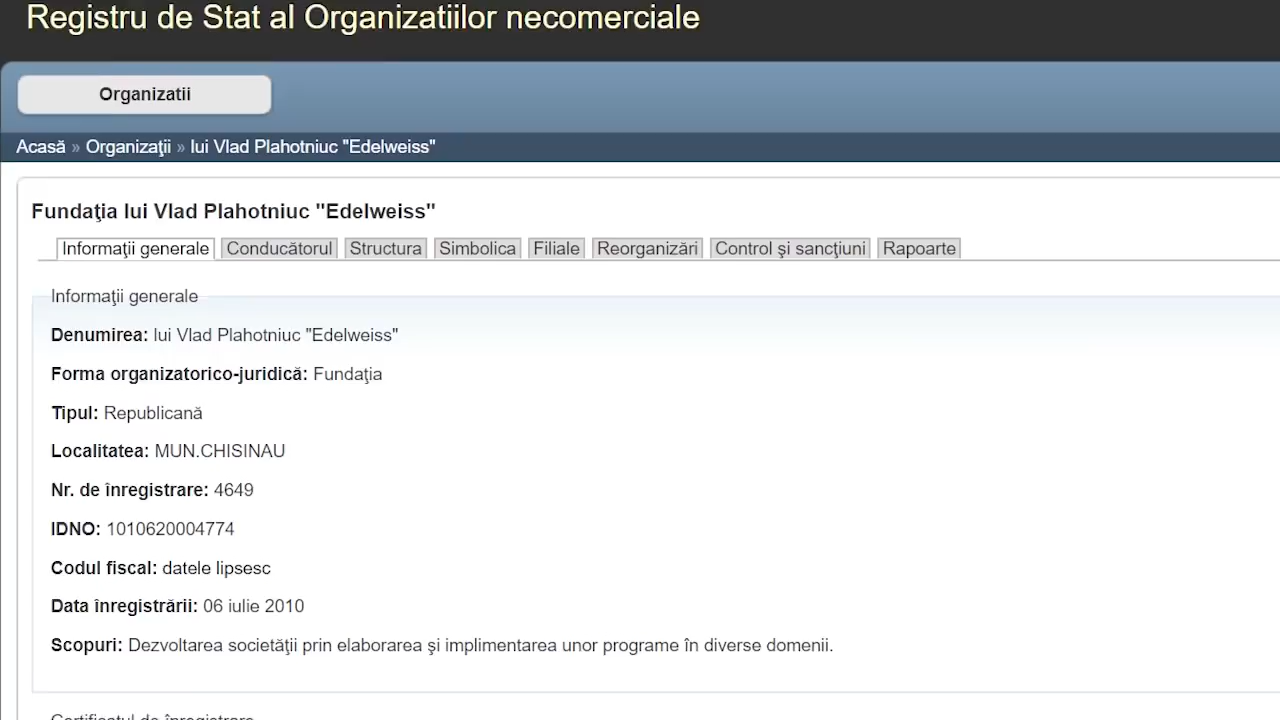 Registru de Stat al Organizatiilor necomerciale
Organizatii
Acasă » Organizaţii » lui Vlad Plahotniuc "Edelweiss"
Fundaţia lui Vlad Plahotniuc "Edelweiss"
Informaţii generale Conducătorul Structura Simbolica Filiale Reorganizări Control şi sancţiuni Rapoarte
Informaţii generale
Denumirea: lui Vlad Plahotniuc "Edelweiss"
Forma organizatorico-juridică: Fundaţia
Tipul: Republicană
Localitatea: MUN.CHISINAU
Nr. de înregistrare: 4649
IDNO: 1010620004774
Codul fiscal: datele lipsesc
Data înregistrării: 06 iulie 2010
Scopuri: Dezvoltarea societăţii prin elaborarea şi implimentarea unor programe în diverse domenii.
Certificatul de înregistrare